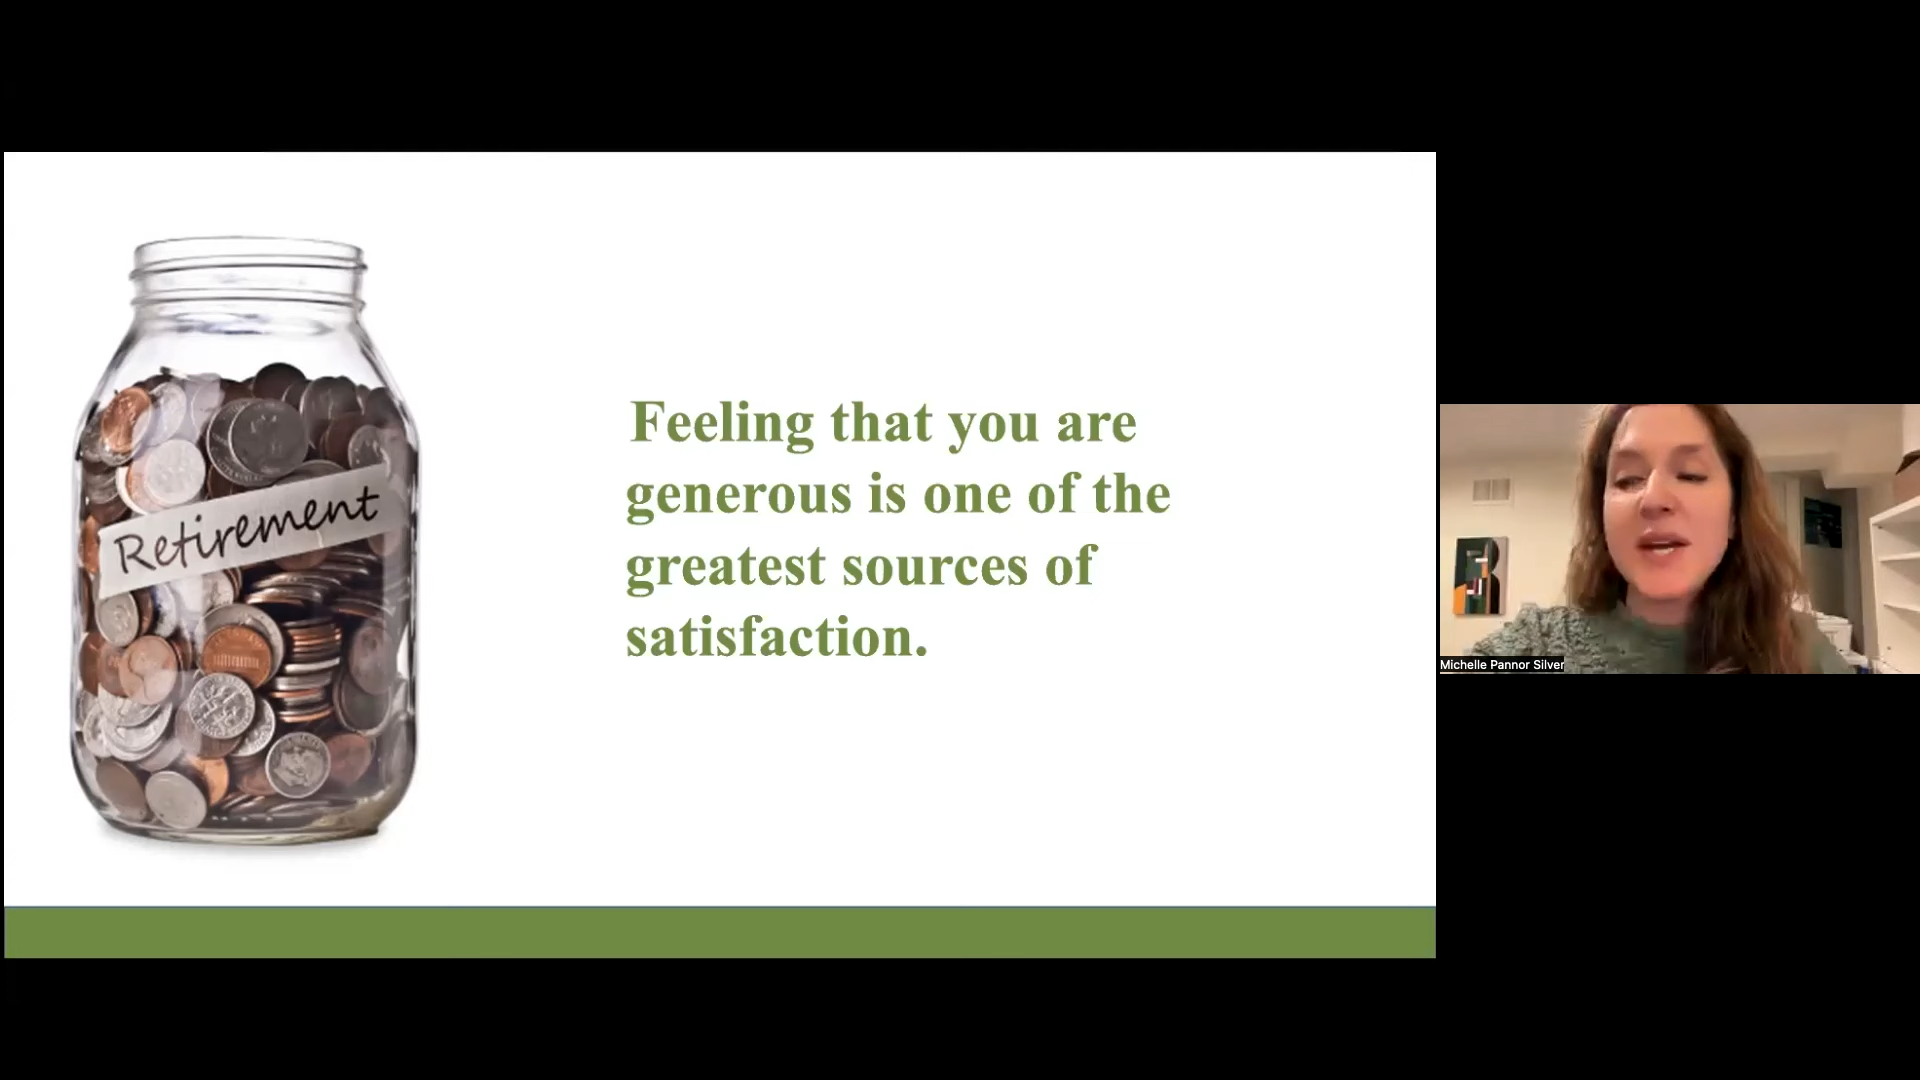 Retirement
Feeling that you are
generous is one of the
greatest sources of
satisfaction.
Michelle Pannor Silver